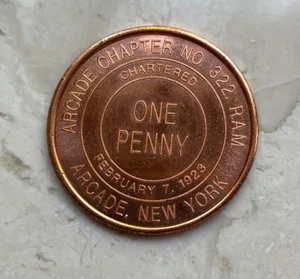 ARCADE CHAPTER NO. 322. R.A.M.
CHARTERED
ONE
PENNY
FEBRUARY 7, 1923
ARCADE, NEW YORK